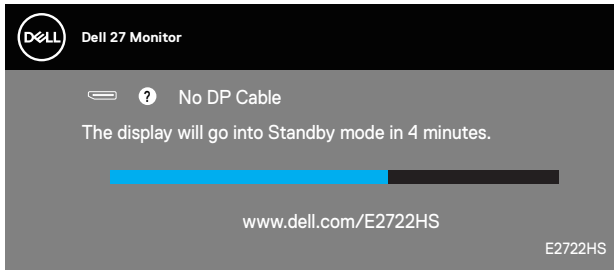 DELL
Dell 27 Monitor
? No DP Cable
The display will go into Standby mode in 4 minutes.
www.dell.com/E2722HS
E2722HS